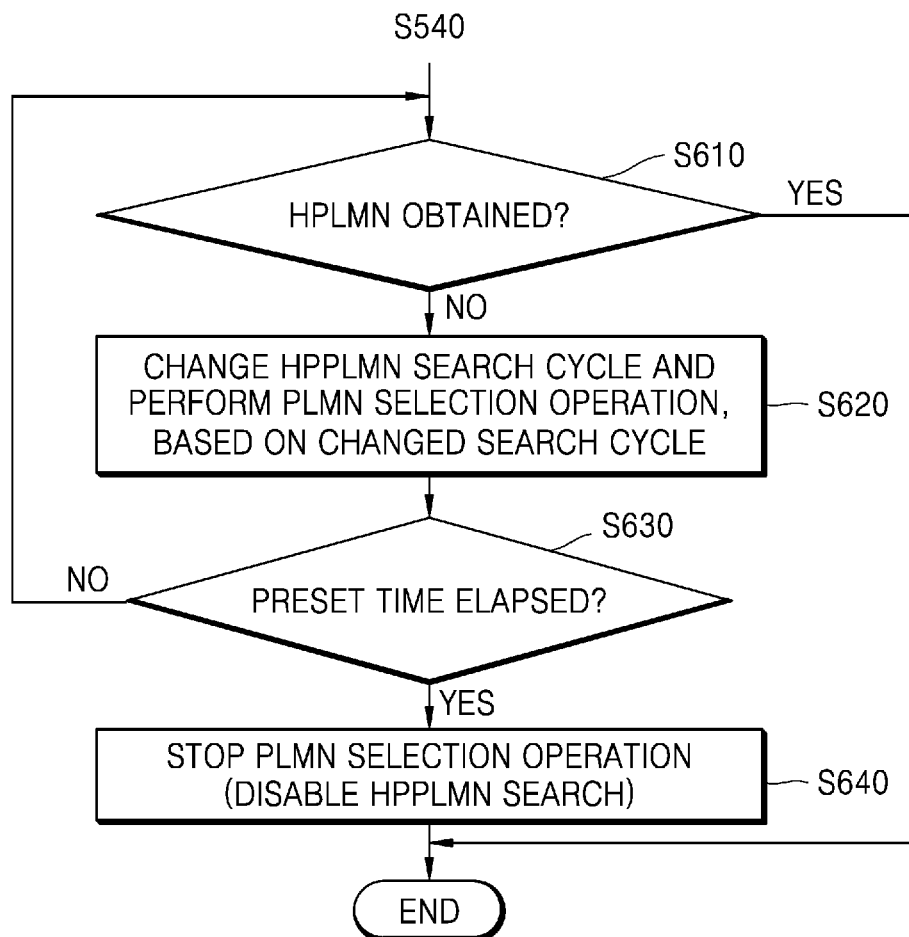 S540
S610
HPLMN OBTAINED?
YES
NO
CHANGE HPPLMN SEARCH CYCLE AND
PERFORM PLMN SELECTION OPERATION,
BASED ON CHANGED SEARCH CYCLE
S620
S630
NO
PRESET TIME ELAPSED?
YES
STOP PLMN SELECTION OPERATION
(DISABLE HPPLMN SEARCH)
S640
END